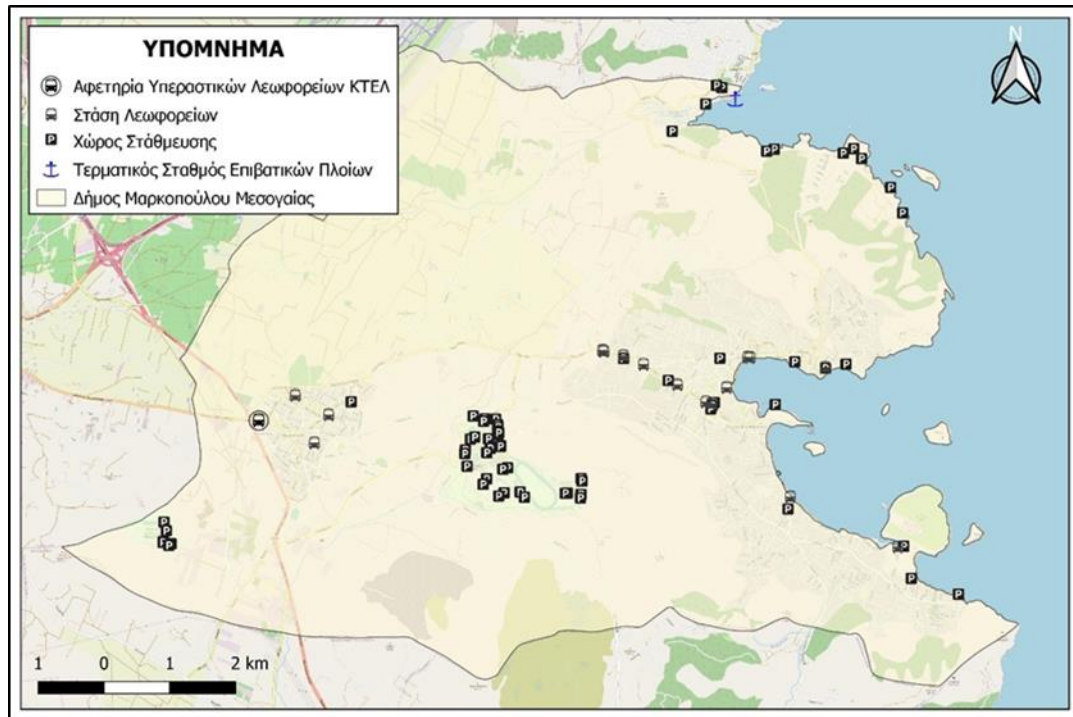 ΥΠΟΜΝΗΜΑ
Αφετηρία Υπεραστικών Λεωφορείων ΚΤΕΛ
Στάση Λεωφορείων
P Χώρος Στάθμευσης
Τερματικός Σταθμός Επιβατικών Πλοίων
Δήμος Μαρκοπούλου Μεσογαίας
N
1 0 1 2 km